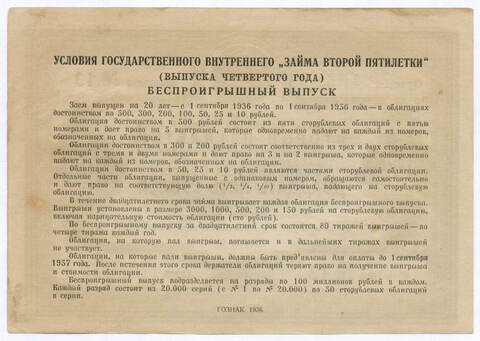 УСЛОВИЯ ГОСУДАРСТВЕННОГО ВНУТРЕННЕГО „ЗАЙМА ВТОРОЙ ПЯТИЛЕТКИ“
(ВЫПУСКА ЧЕТВЕРТОГО ГОДА)
БЕСПРОИГРЫШНЫЙ ВЫПУСК
Заем выпущен на 20 лет—с 1 сентября 1936 года по 1 сентября 1956 года—в облигациях
достоинством в 500, 300, 200, 100, 50, 25 и 10 рублей.
Облигация достоинством в 500 рублей состоит из пяти сторублевых облигаций с пятью
номерами и дает право на 5 выигрышей, которые одновременно падают на каждый из номеров,
обозначенных на облигации.
Облигации достоинством в 300 и 200 рублей состоят соответственно из трех и двух сторублевых
облигаций с тремя и двумя номерами и дают право на 3 и на 2 выигрыша, которые одновременно
падают на каждый из номеров, обозначенных на облигации.
Облигации достоинством в 50, 25 и 10 рублей являются частями сторублевой облигации.
Отдельные части облигации, выпущенные с одинаковым номером, обращаются самостоятельно
и дают право на соответствующую долю (¹/₂, ¹/₄, ¹/₁₀) выигрыша, падающего на сторублевую
облигацию.
В течение двадцатилетнего срока займа выигрывает каждая облигация беспроигрышного выпуска.
Выигрыши установлены в размере 3000, 1000, 500, 200 и 150 рублей на сторублевую облигацию,
включая нарицательную стоимость облигации (сто рублей).
По беспроигрышному выпуску за двадцатилетний срок состоится 80 тиражей выигрышей—по
четыре тиража каждый год.
Облигация, на которую пал выигрыш, погашается и в дальнейших тиражах выигрышей
не участвует.
Облигации, на которые пали выигрыши, должны быть пред'явлены для оплаты до 1 сентября
1957 года. После истечения этого срока держатели облигаций теряют право на получение выигрыша
и стоимости облигации.
Беспроигрышный выпуск подразделяется на разряды по 100 миллионов рублей в каждом.
Каждый разряд состоит из 20.000 серий (с № 1 по № 20.000) по 50 сторублевых облигаций
в серии.
ГОЗНАК. 1936.